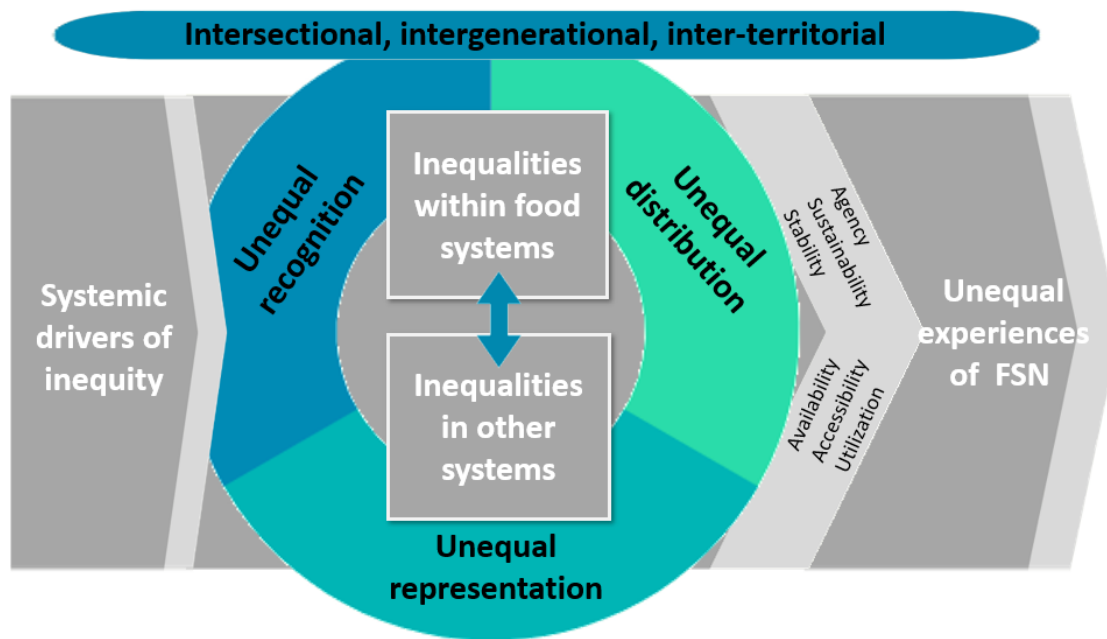 Intersectional, intergenerational, inter-territorial
Systemic
drivers of
inequity
Unequal
recognition
Inequalities
within food
systems
Inequalities
in other
systems
Unequal
distribution
Unequal
representation
Agency
Sustainability
Stability
Availability
Accessibility
Utilization
Unequal
experiences
of FSN